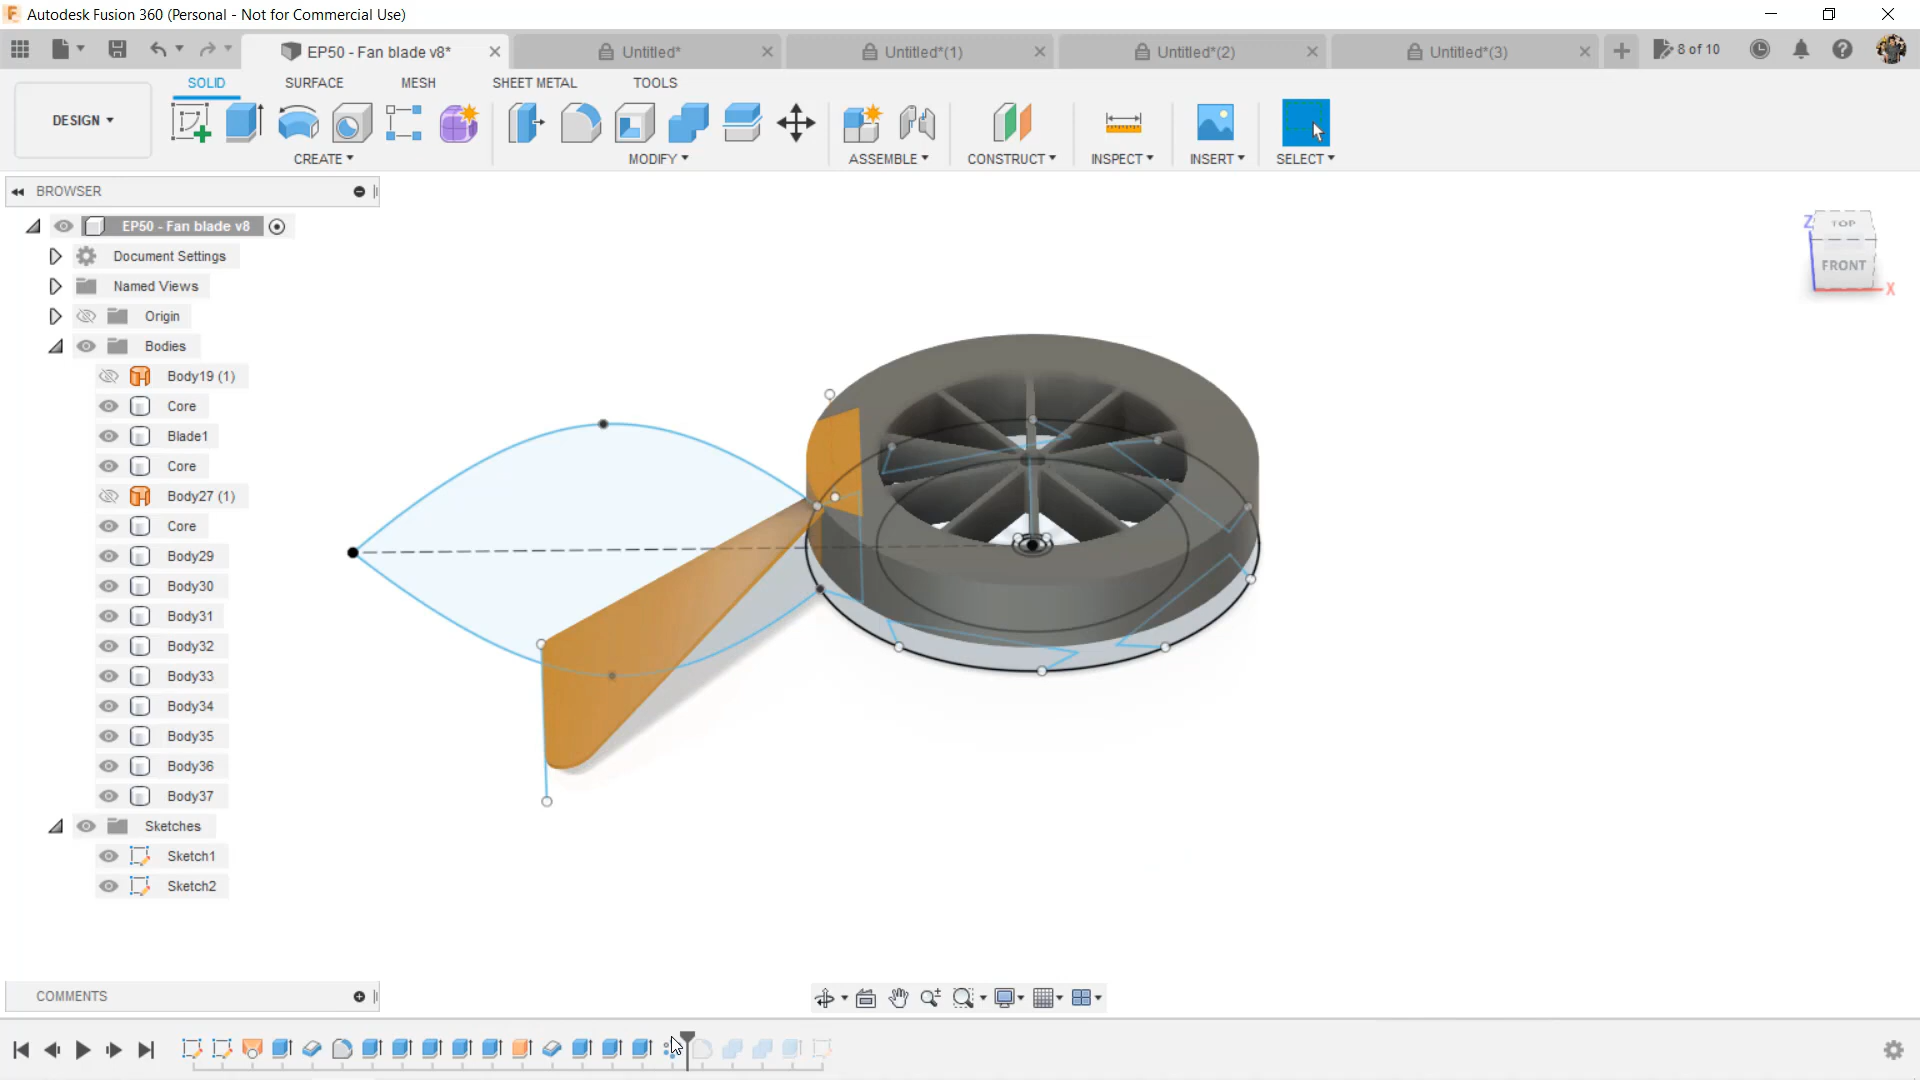 Autodesk Fusion 360 (Personal - Not for Commercial Use)
EP50 - Fan blade v8*
Untitled*
Untitled*(1)
Untitled*(2)
Untitled*(3)
8 of 10
SOLID
SURFACE
MESH
SHEET METAL
TOOLS
DESIGN
CREATE
MODIFY
ASSEMBLE
CONSTRUCT
INSPECT
INSERT
SELECT
BROWSER
EP50 - Fan blade v8
Document Settings
Named Views
Origin
Bodies
Body19 (1)
Core
Blade1
Core
Body27 (1)
Core
Body29
Body30
Body31
Body32
Body33
Body34
Body35
Body36
Body37
Sketches
Sketch1
Sketch2
Z
TOP
FRONT
X
COMMENTS